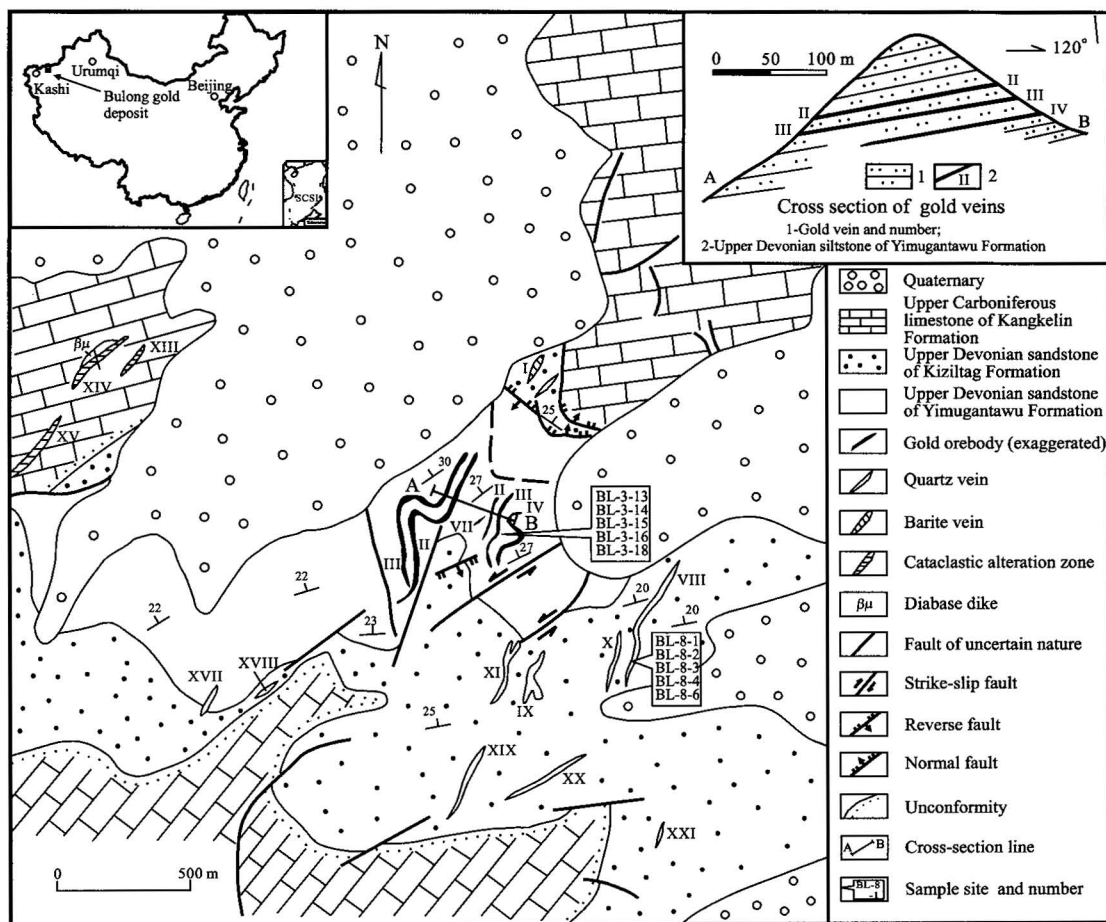 N
Urumqi
Kashi
Beijing
Bulong gold
deposit
SCSI
0 50 100 m
120°
II
III
IV
B
II
III
A
1
II
2
Cross section of gold veins
1-Gold vein and number;
2-Upper Devonian siltstone of Yimugantawu Formation
Quaternary
Upper Carboniferous
limestone of Kangkelin
Formation
Upper Devonian sandstone
of Kiziltag Formation
Upper Devonian sandstone
of Yimugantawu Formation
Gold orebody (exaggerated)
Quartz vein
Barite vein
Cataclastic alteration zone
βμ
Diabase dike
Fault of uncertain nature
Strike-slip fault
Reverse fault
Normal fault
Unconformity
A B
Cross-section line
BL-8
-1
Sample site and number
βμ
XIII
XIV
XV
I
25
30
A
27
II
III
IV
B
VII
III
II
27
BL-3-13
BL-3-14
BL-3-15
BL-3-16
BL-3-18
22
22
23
20
VIII
20
X
BL-8-1
BL-8-2
BL-8-3
BL-8-4
BL-8-6
XI
IX
XVII
XVIII
25
XIX
XX
XXI
0 500 m